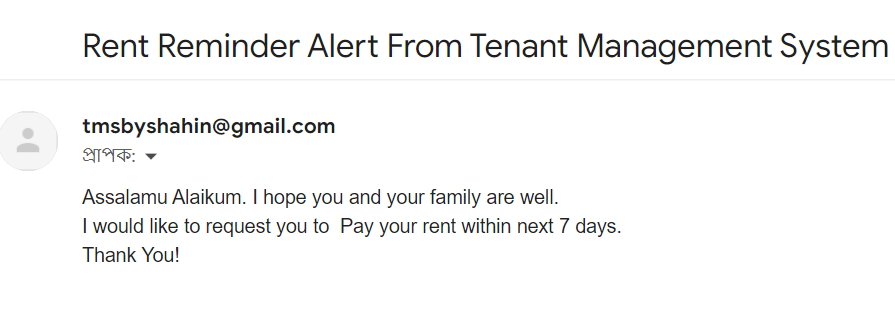 Rent Reminder Alert From Tenant Management System
tmsbyshahin@gmail.com
প্রাপক:
Assalamu Alaikum. I hope you and your family are well.
I would like to request you to  Pay your rent within next 7 days.
Thank You!